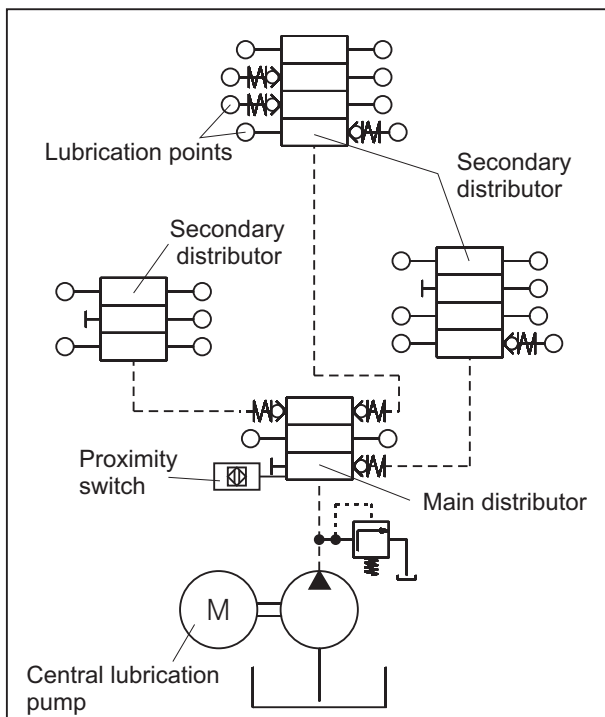 Lubrication points
Secondary
distributor
Secondary
distributor
Proximity
switch
Main distributor
M
Central lubrication
pump